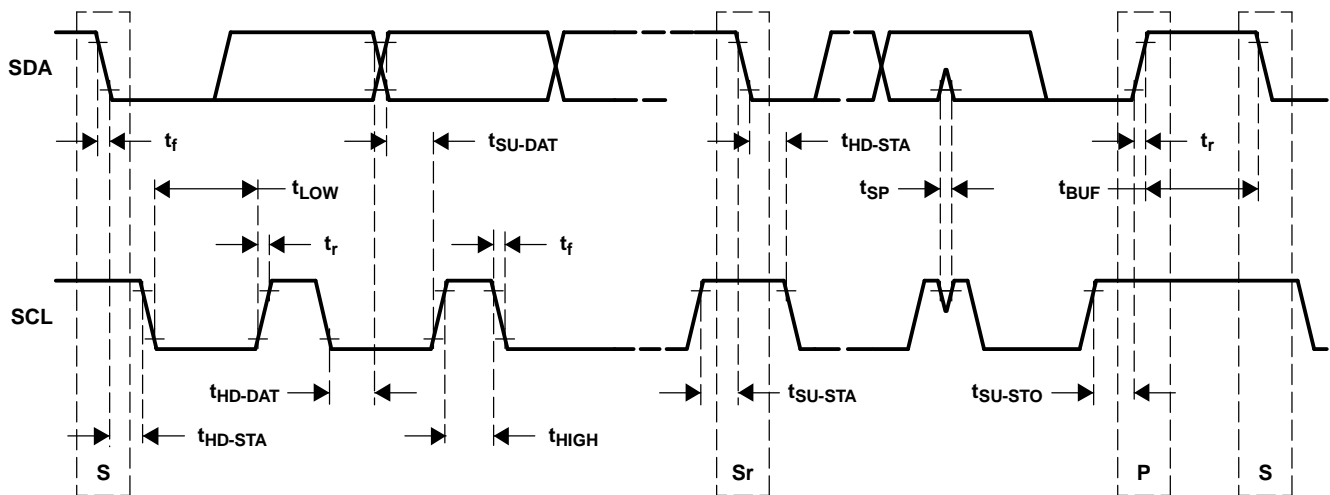 SDA
t_f
t_SU-DAT
t_HD-STA
t_r
t_LOW
t_SP
t_BUF
t_r
t_f
SCL
t_HD-DAT
t_SU-STA
t_SU-STO
t_HD-STA
t_HIGH
S
Sr
P
S